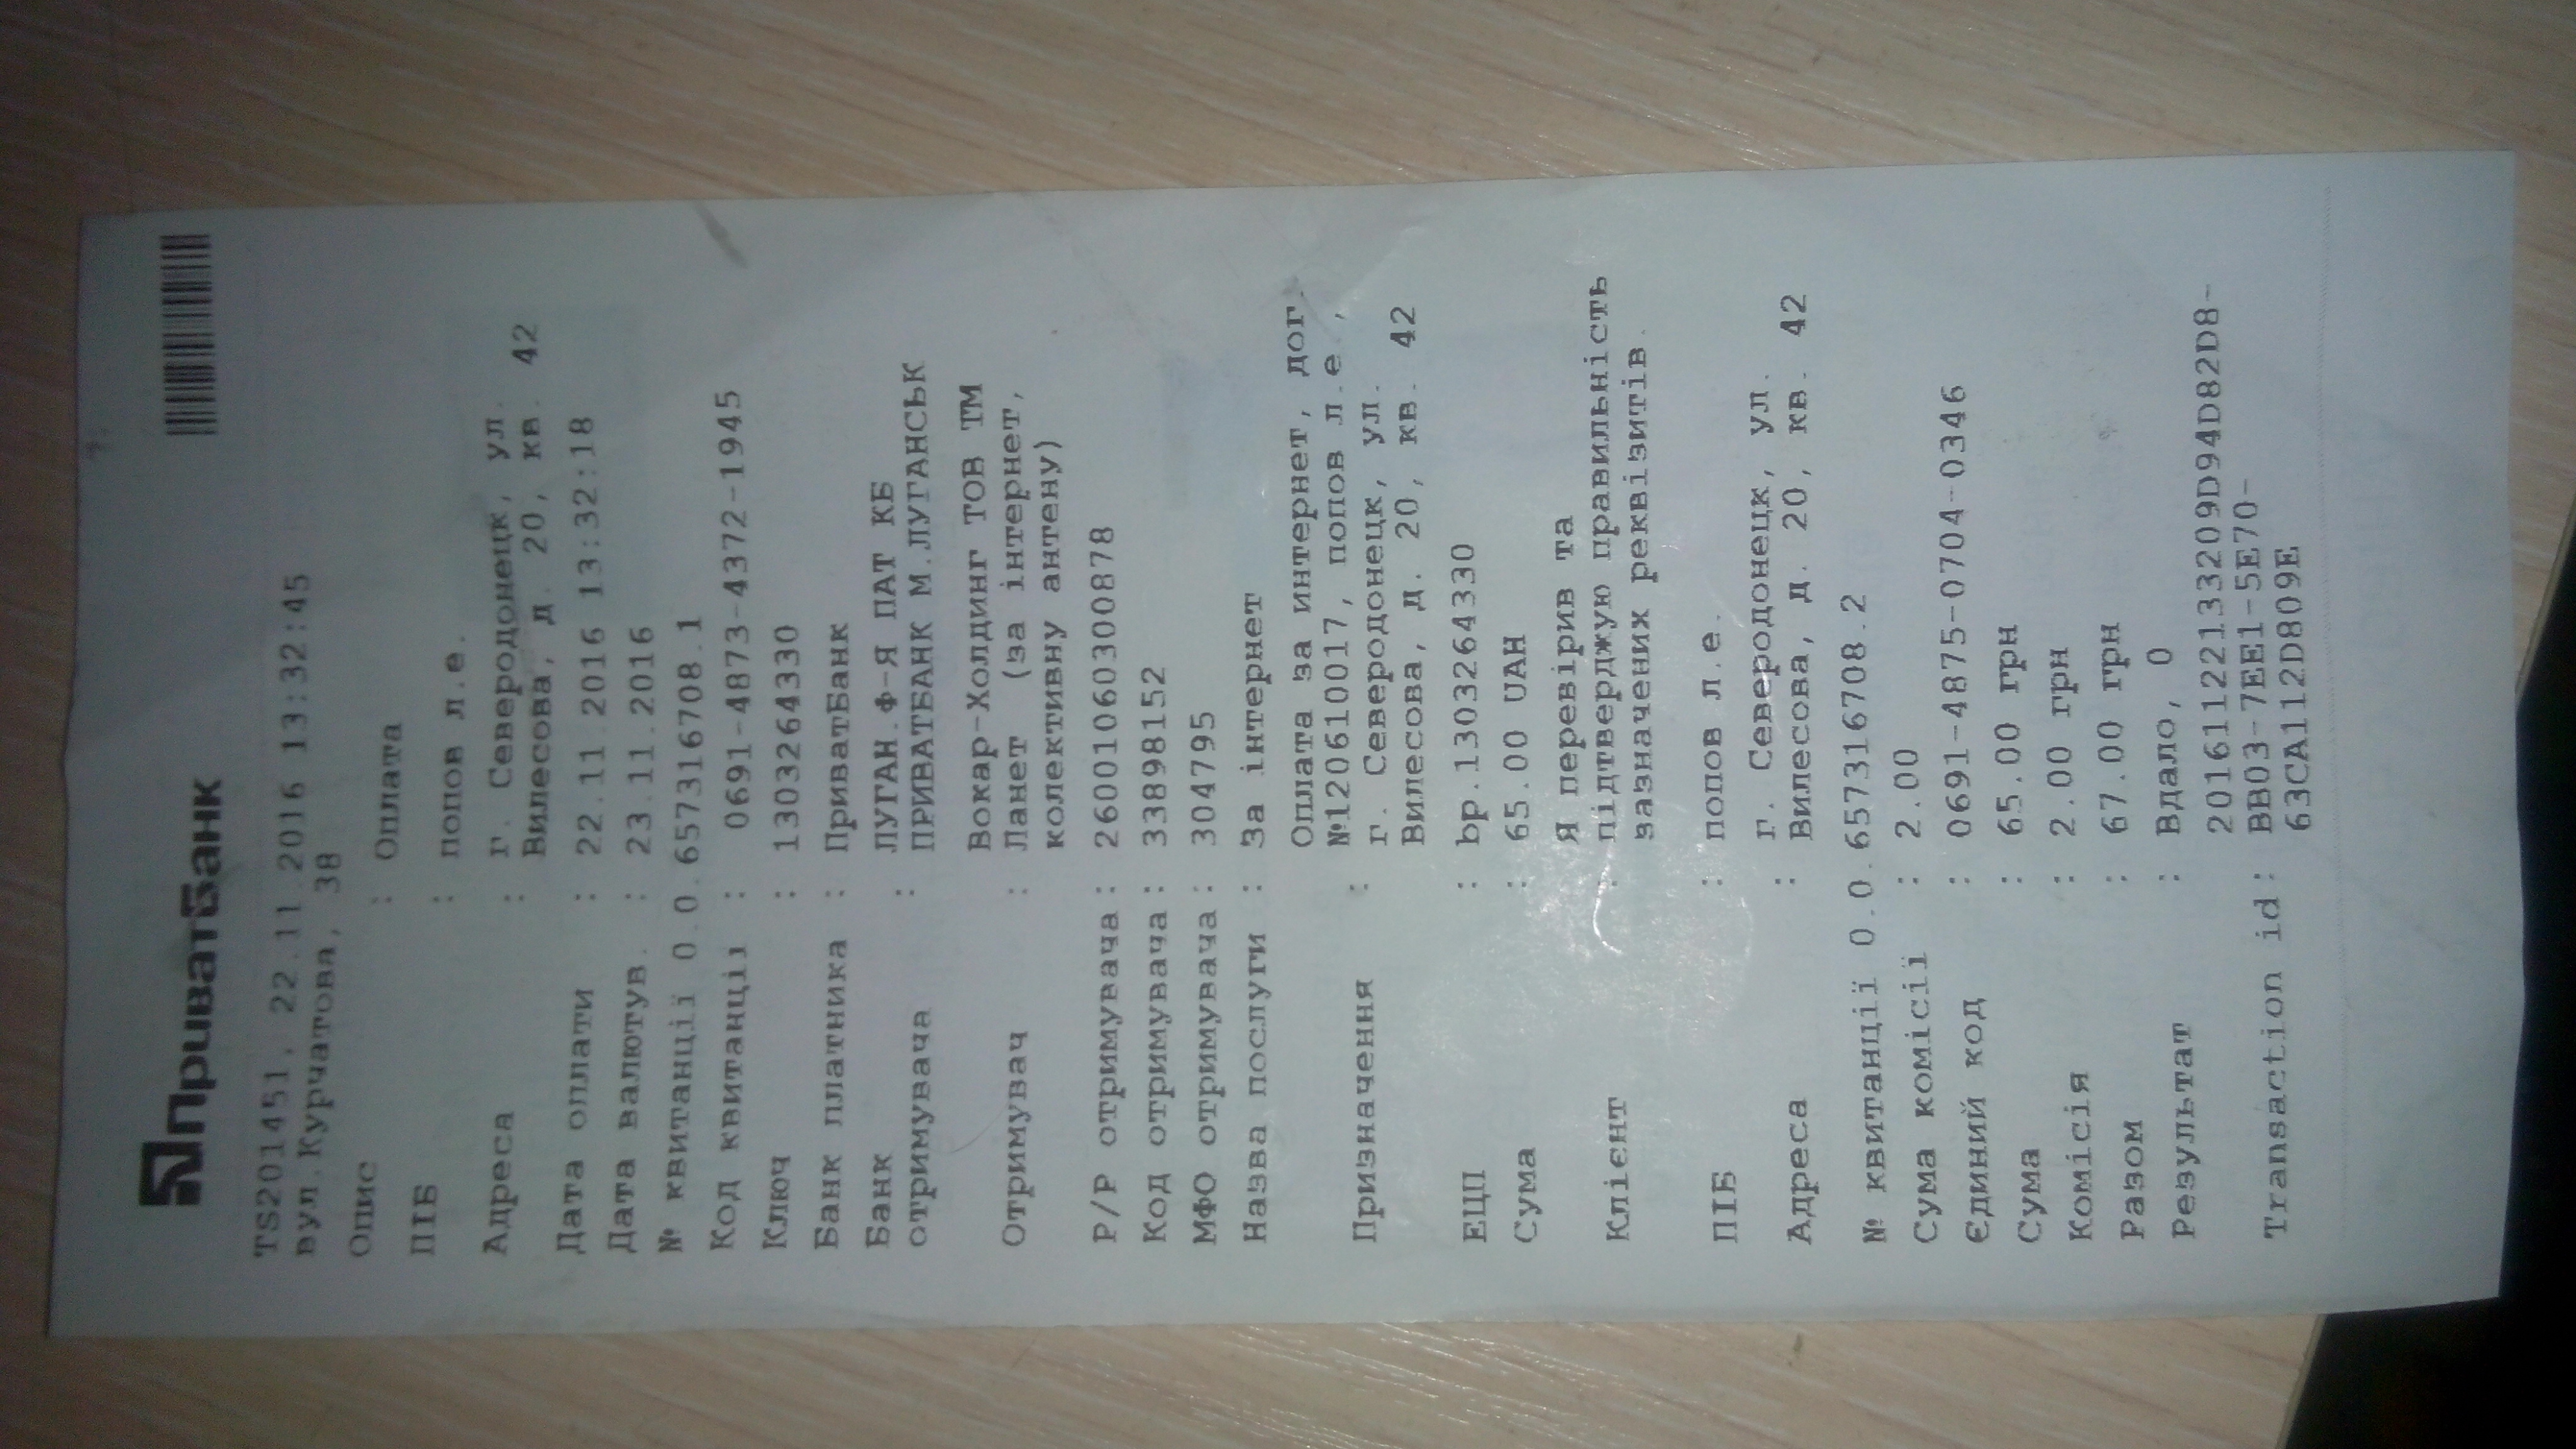 ПриватБанк
TS201451, 22.11.2016 13:32:45
вул.Курчатова, 38
Опис : Оплата
ПІБ : попов л.е.
Адреса : г. Северодонецк, ул.
Вилесова, д. 20, кв. 42
Дата оплати : 22.11.2016 13:32:18
Дата валютув. : 23.11.2016
№ квитанції 0.0.657316708.1
Код квитанції : 0691-4873-4372-1945
Ключ : 1303264330
Банк платника : ПриватБанк
Банк отримувача : ЛУГАН.Ф-Я ПАТ КБ
ПРИВАТБАНК М.ЛУГАНСЬК
Отримувач : Вокар-Холдинг ТОВ ТМ
Ланет (за інтернет,
колективну антену)
Р/Р отримувача : 26001060300878
Код отримувача : 33898152
МФО отримувача : 304795
Назва послуги : За інтернет
Призначення : Оплата за интернет, дог.
№120610017, попов л.е.,
г. Северодонецк, ул.
Вилесова, д. 20, кв. 42
ЕЦП : bp.1303264330
Сума : 65.00 UAH
Клієнт : Я перевірив та
підтверджую правильність
зазначених реквізитів.
ПІБ : попов л.е.
Адреса : г. Северодонецк, ул.
Вилесова, д. 20, кв. 42
№ квитанції 0.0.657316708.2
Сума комісії : 2.00
Єдиний код : 0691-4875-0704-0346
Сума : 65.00 грн
Комісія : 2.00 грн
Разом : 67.00 грн
Результат : Вдало, 0
Transaction id: 20161122133209D94D82D8-
BB03-7EE1-5E70-
63CA112D809E